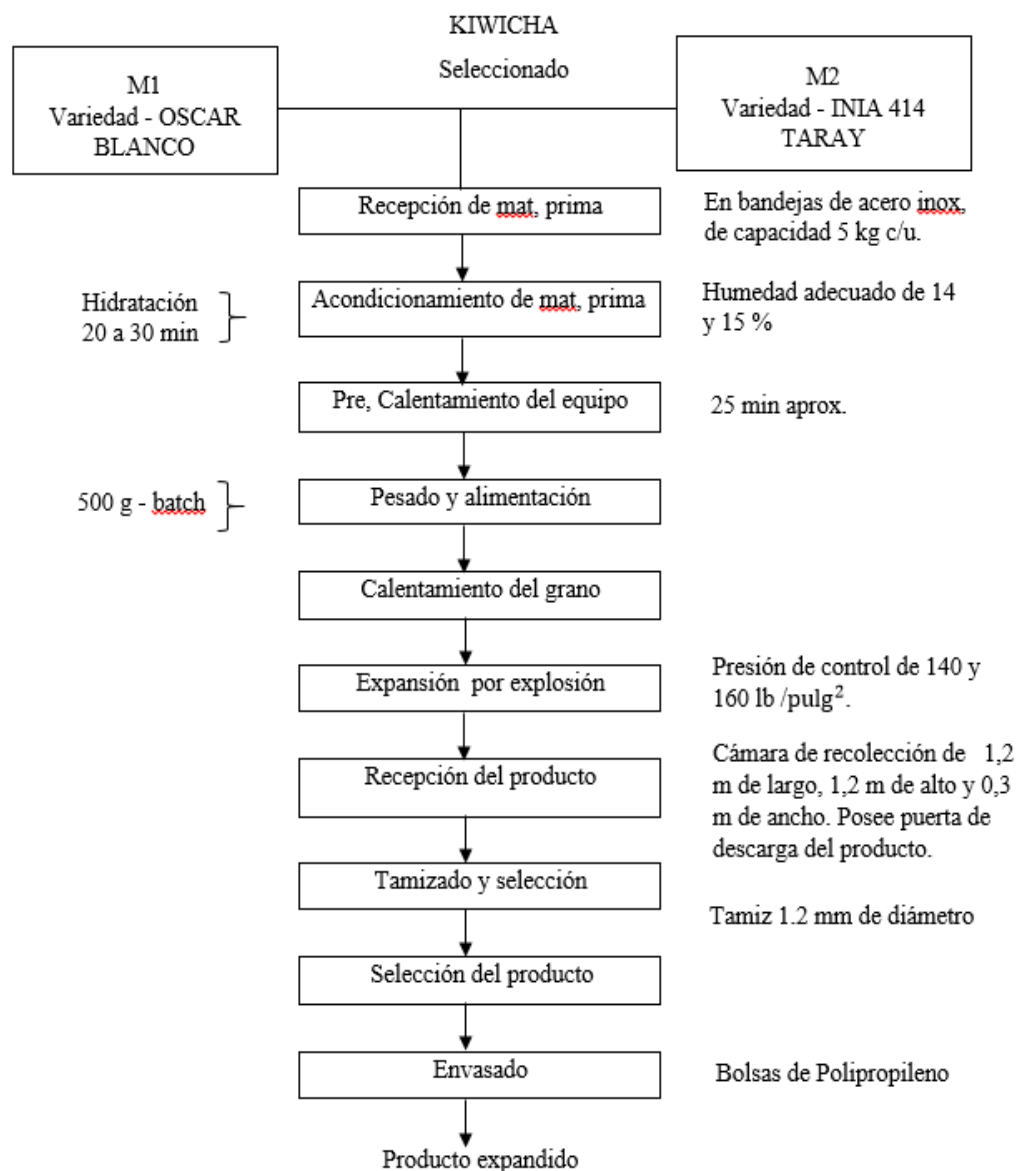 KIWICHA
Seleccionado
M1
Variedad - OSCAR
BLANCO
M2
Variedad - INIA 414
TARAY
Recepción de mat, prima
En bandejas de acero inox,
de capacidad 5 kg c/u.
Hidratación
20 a 30 min
Acondicionamiento de mat, prima
Humedad adecuado de 14
y 15 %
Pre, Calentamiento del equipo
25 min aprox.
500 g - batch
Pesado y alimentación
Calentamiento del grano
Expansión por explosión
Presión de control de 140 y
160 lb /pulg².
Recepción del producto
Cámara de recolección de 1,2
m de largo, 1,2 m de alto y 0,3
m de ancho. Posee puerta de
descarga del producto.
Tamizado y selección
Tamiz 1.2 mm de diámetro
Selección del producto
Envasado
Bolsas de Polipropileno
Producto expandido